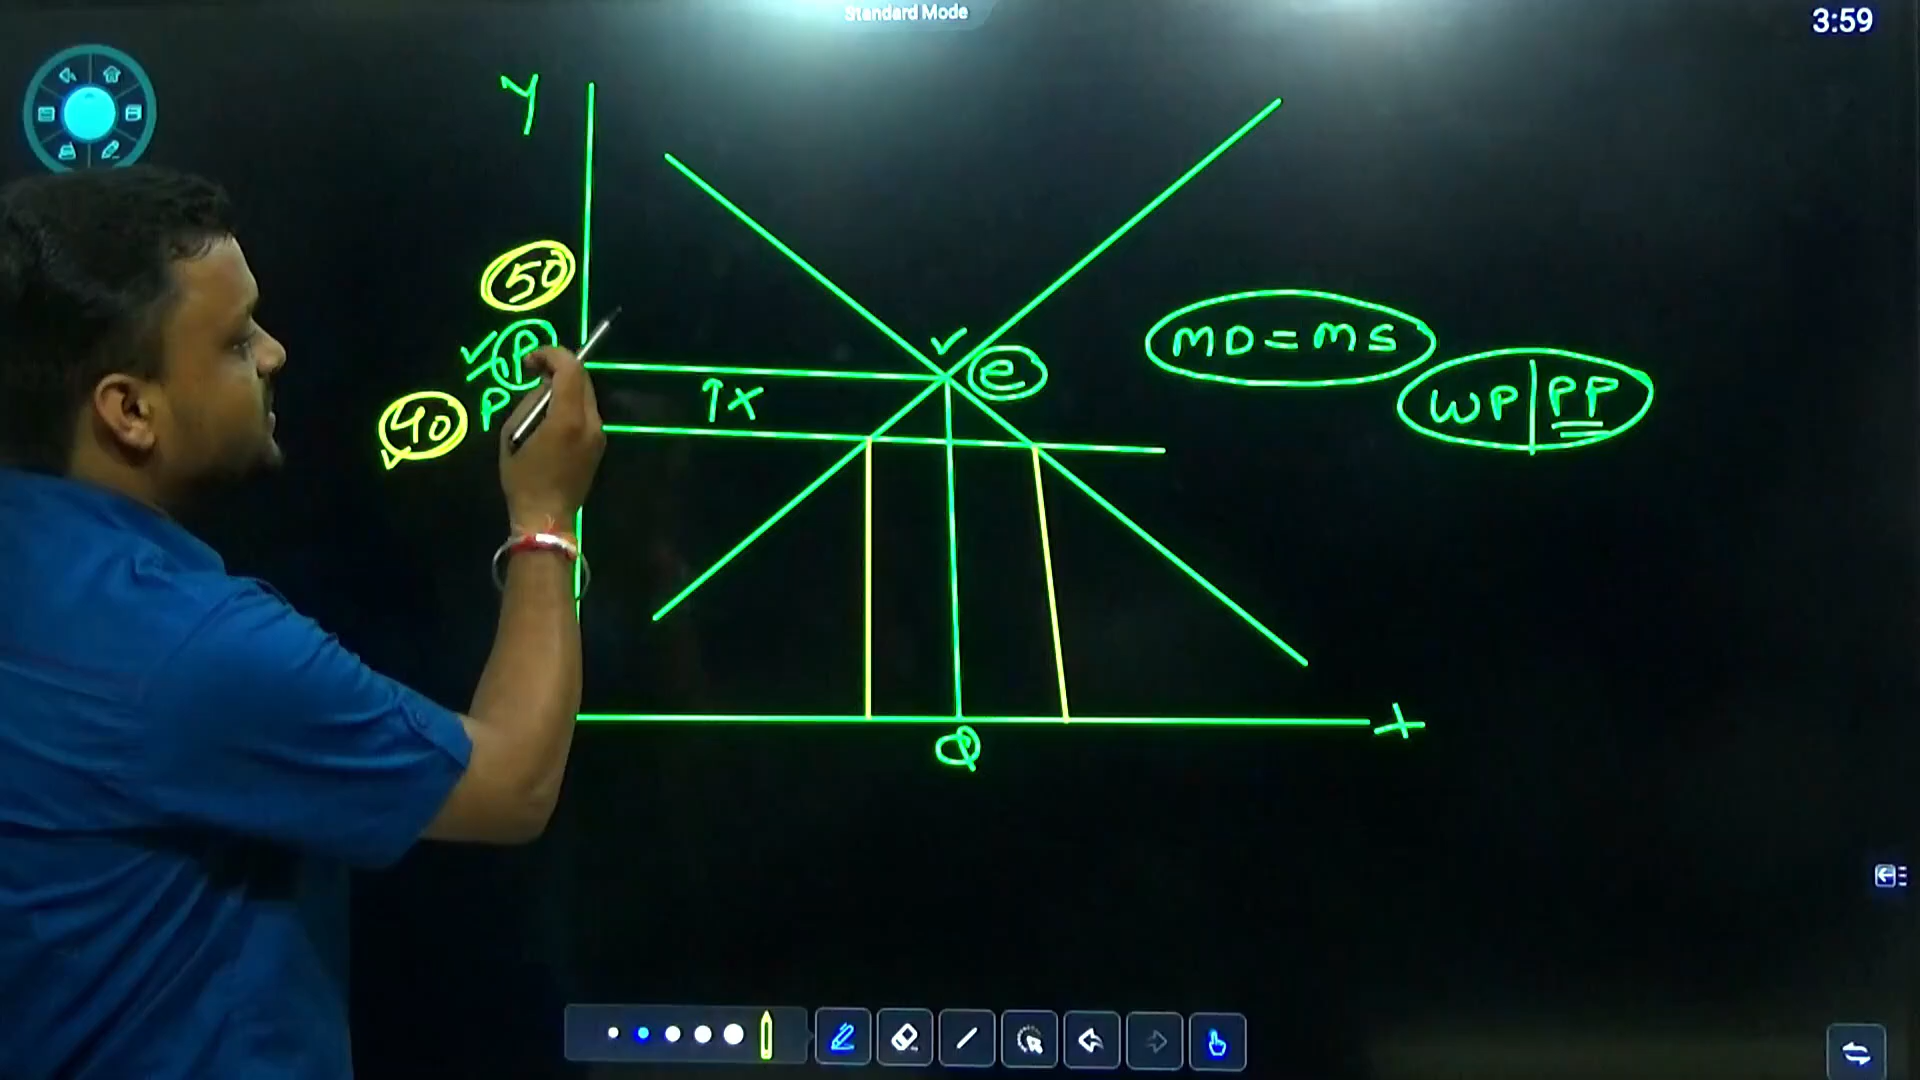 Standard Mode
3:59
Y
50
P
e
MD = MS
40
P
↑X
WP | PP
X
Q